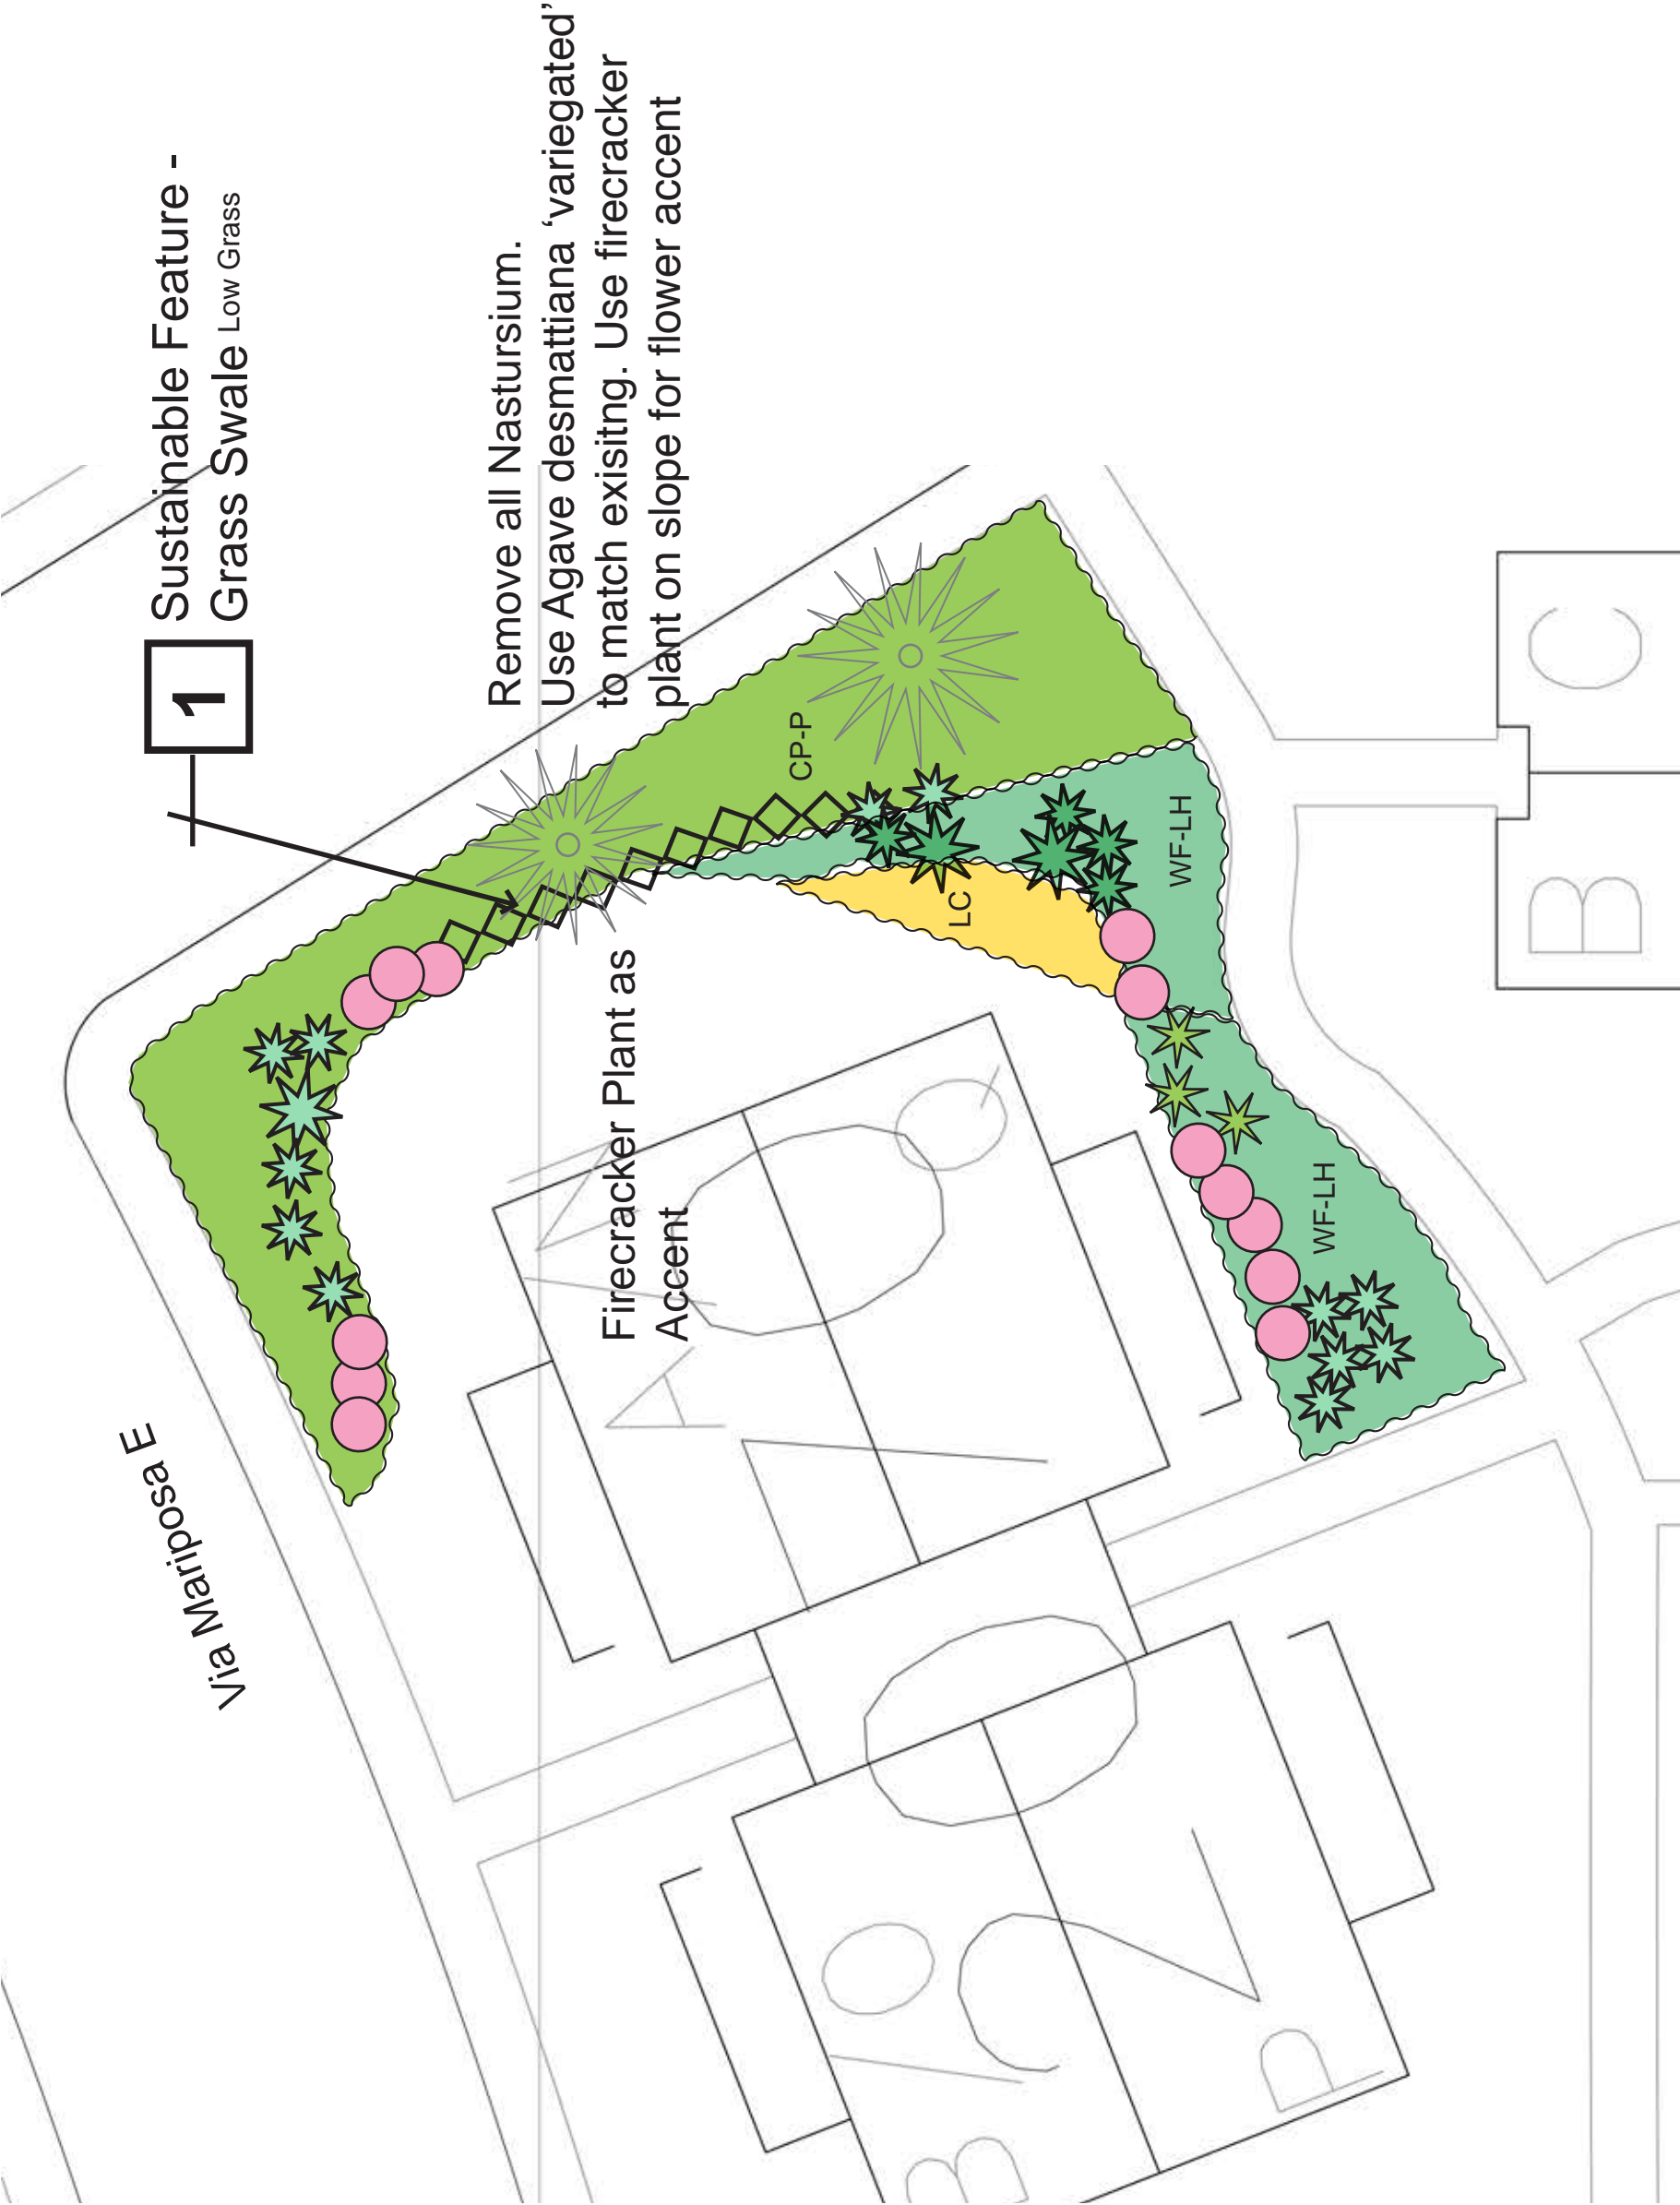 Sustainable Feature -
Grass Swale Low Grass
1
Remove all Nastursium.
Use Agave desmattiana ‘variegated’
to match exisitng. Use firecracker
plant on slope for flower accent
CP-P
LC
WF-LH
WF-LH
Firecracker Plant as
Accent
Via Mariposa E
C
B
A
B